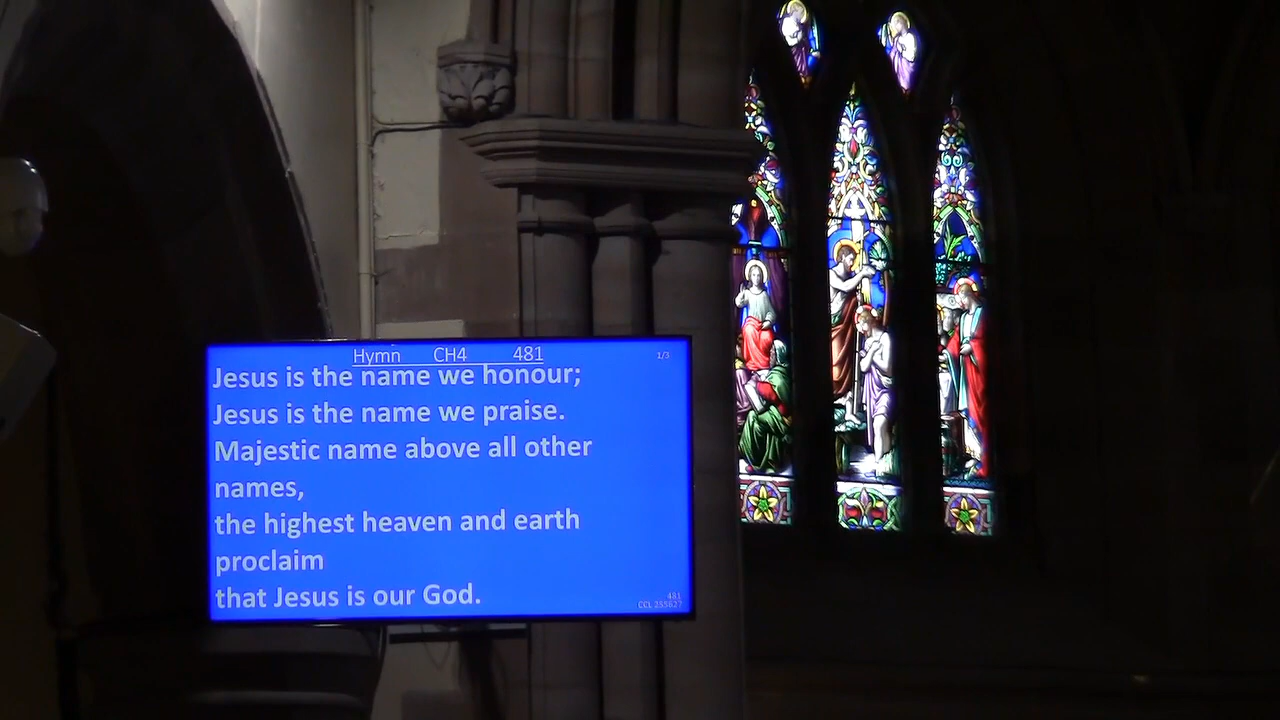 Hymn CH4 481
1/3
Jesus is the name we honour;
Jesus is the name we praise.
Majestic name above all other
names,
the highest heaven and earth
proclaim
that Jesus is our God.
481